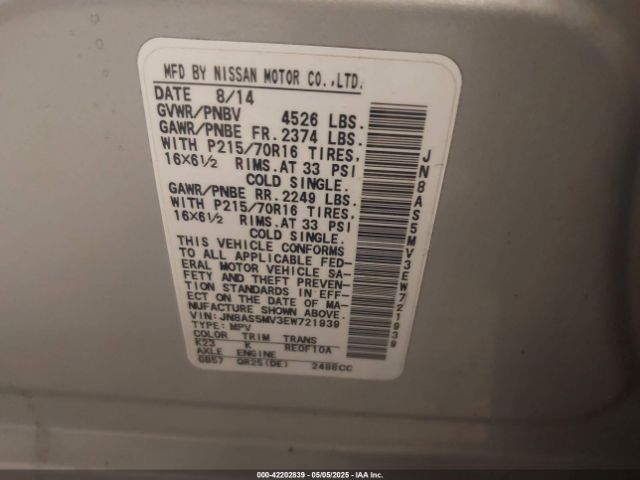 MFD BY NISSAN MOTOR CO.,LTD.
DATE 8/14
GVWR/PNBV 4526 LBS.
GAWR/PNBE FR. 2374 LBS.
WITH P215/70R16 TIRES,
16X6½ RIMS. AT 33 PSI
COLD SINGLE.
GAWR/PNBE RR. 2249 LBS.
WITH P215/70R16 TIRES,
16X6½ RIMS. AT 33 PSI
COLD SINGLE.
THIS VEHICLE CONFORMS
TO ALL APPLICABLE FED-
ERAL MOTOR VEHICLE SA-
FETY AND THEFT PREVEN-
TION STANDARDS IN EFF-
ECT ON THE DATE OF MA-
NUFACTURE SHOWN ABOVE.
VIN: JN8AS5MV3EW721939
TYPE: MPV
COLOR TRIM TRANS
K23 K RE0F10A
AXLE ENGINE
GB57 QR25(DE) 2488CC
JN8AS5MV3EW721939
000-42202839 - 05/05/2025 - IAA Inc.